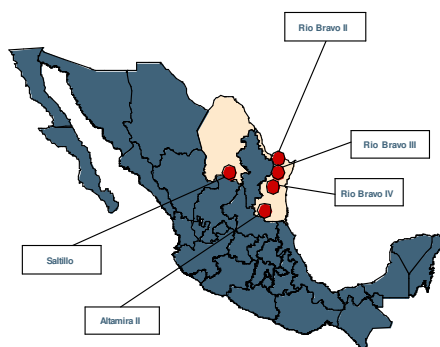 Rio Bravo II
Rio Bravo III
Rio Bravo IV
Saltillo
Altamira II